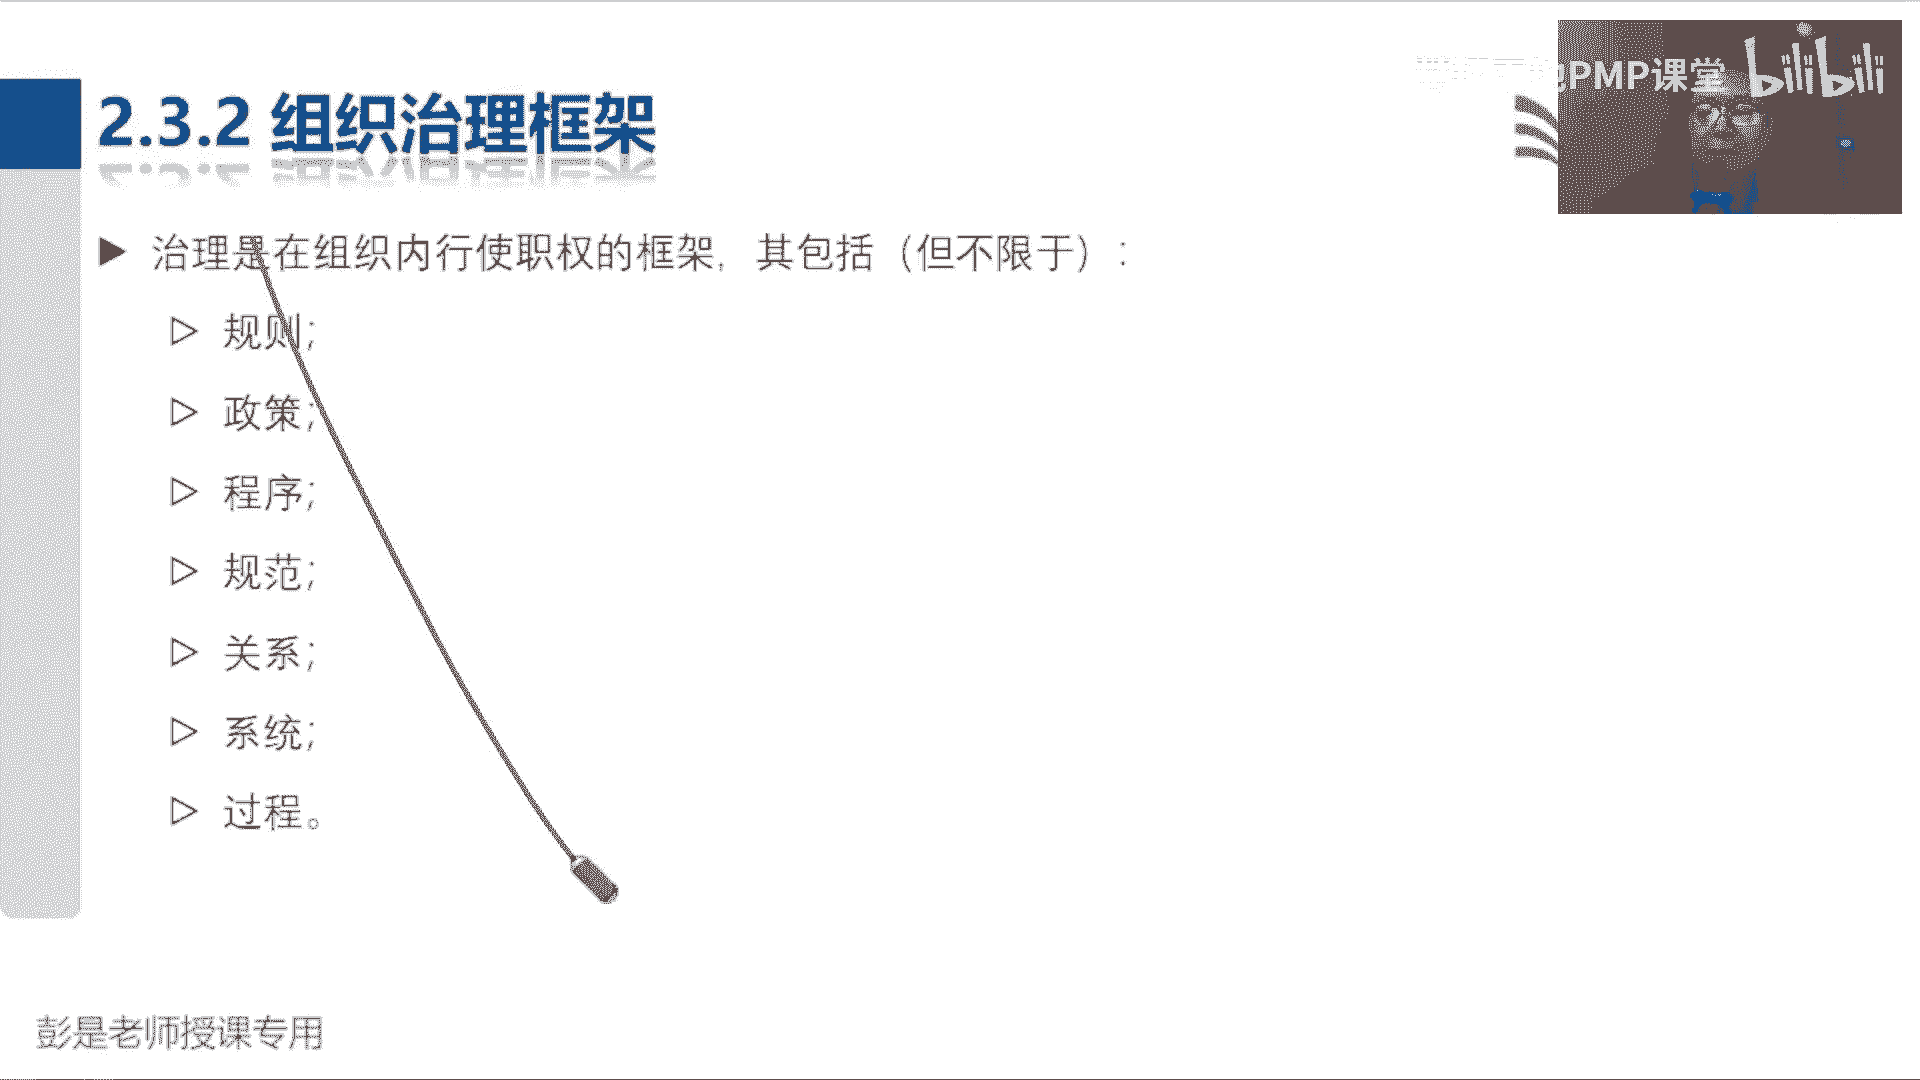 PMP课堂 bilibili
2.3.2 组织治理框架
治理是在组织内行使职权的框架，其包括（但不限于）：
规则；
政策；
程序；
规范；
关系；
系统；
过程。
彭是老师授课专用